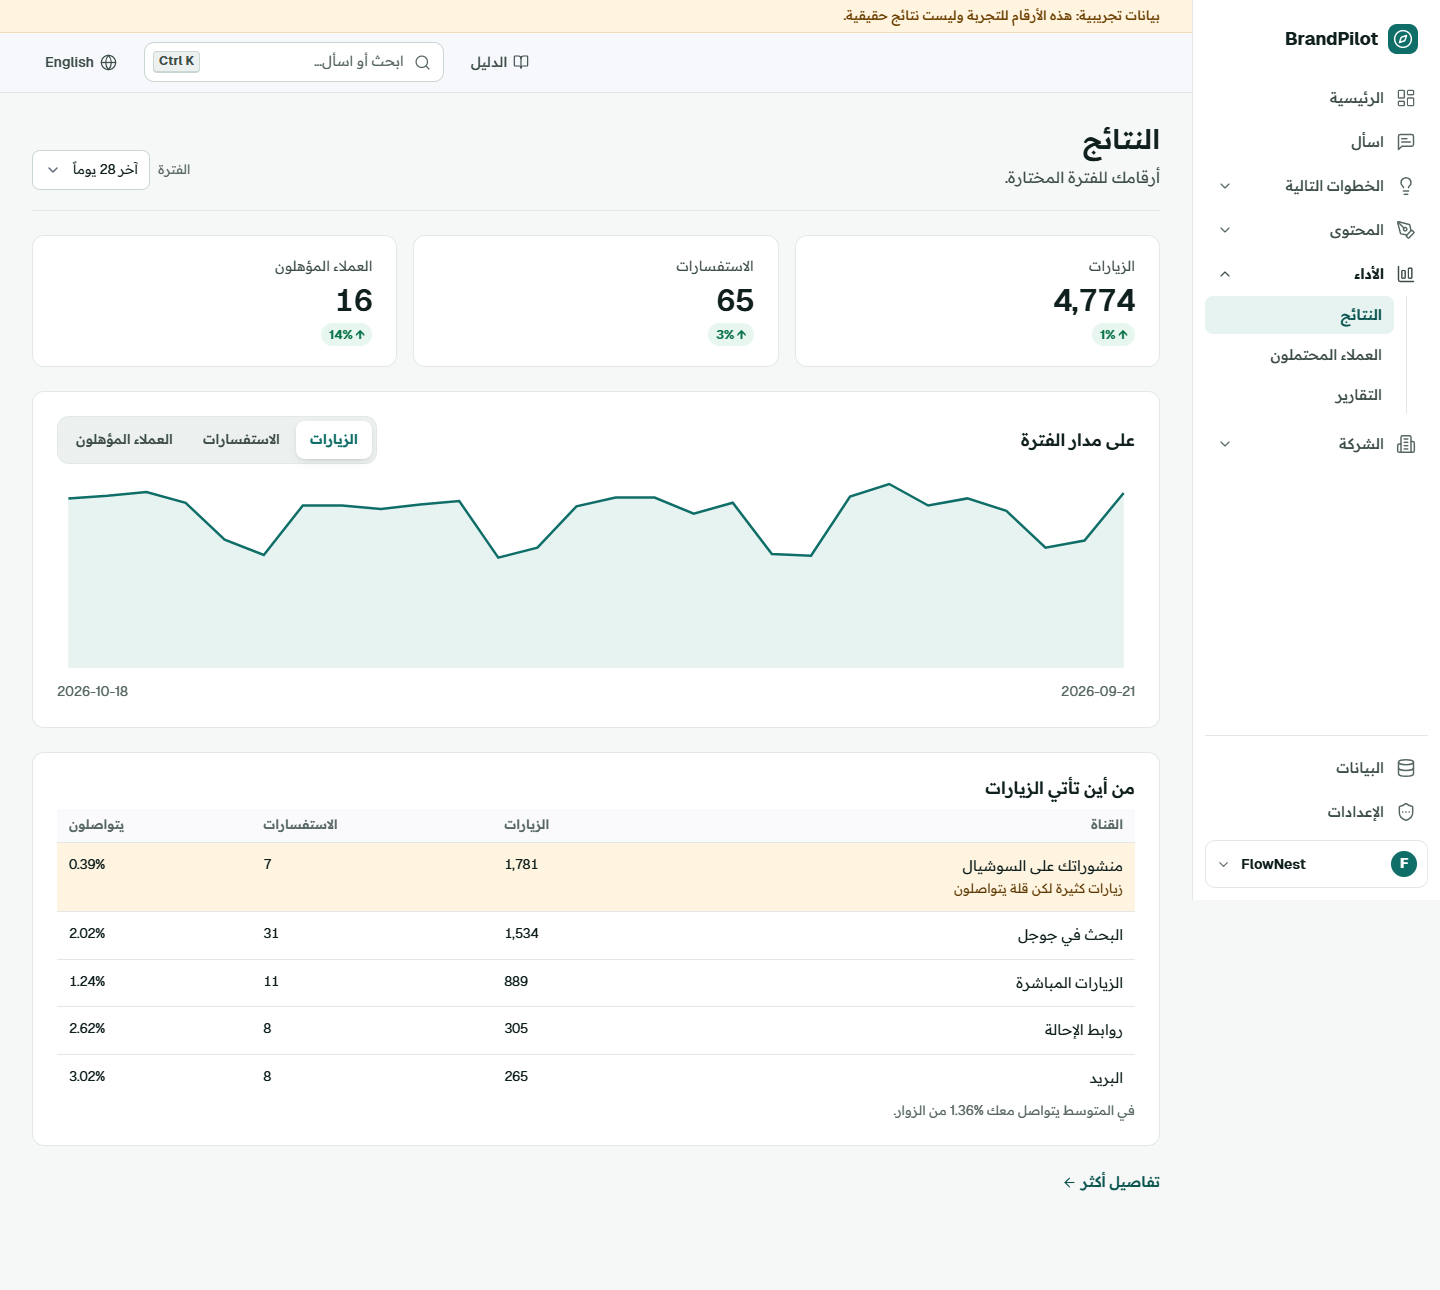 بيانات تجريبية: هذه الأرقام للتجربة وليست نتائج حقيقية.
BrandPilot
الرئيسية
اسأل
الخطوات التالية
المحتوى
الأداء
النتائج
العملاء المحتملون
التقارير
الشركة
البيانات
الإعدادات
F FlowNest
الدليل
ابحث أو اسأل...
Ctrl K
English
النتائج
أرقامك للفترة المختارة.
الفترة
آخر 28 يوماً
الزيارات
4,774
1% ↑
الاستفسارات
65
3% ↑
العملاء المؤهلون
16
14% ↑
على مدار الفترة
الزيارات الاستفسارات العملاء المؤهلون
2026-09-21 2026-10-18
من أين تأتي الزيارات
القناة الزيارات الاستفسارات يتواصلون
منشوراتك على السوشيال 1,781 7 0.39%
زيارات كثيرة لكن قلة يتواصلون
البحث في جوجل 1,534 31 2.02%
الزيارات المباشرة 889 11 1.24%
روابط الإحالة 305 8 2.62%
البريد 265 8 3.02%
في المتوسط يتواصل معك 1.36% من الزوار.
تفاصيل أكثر ←